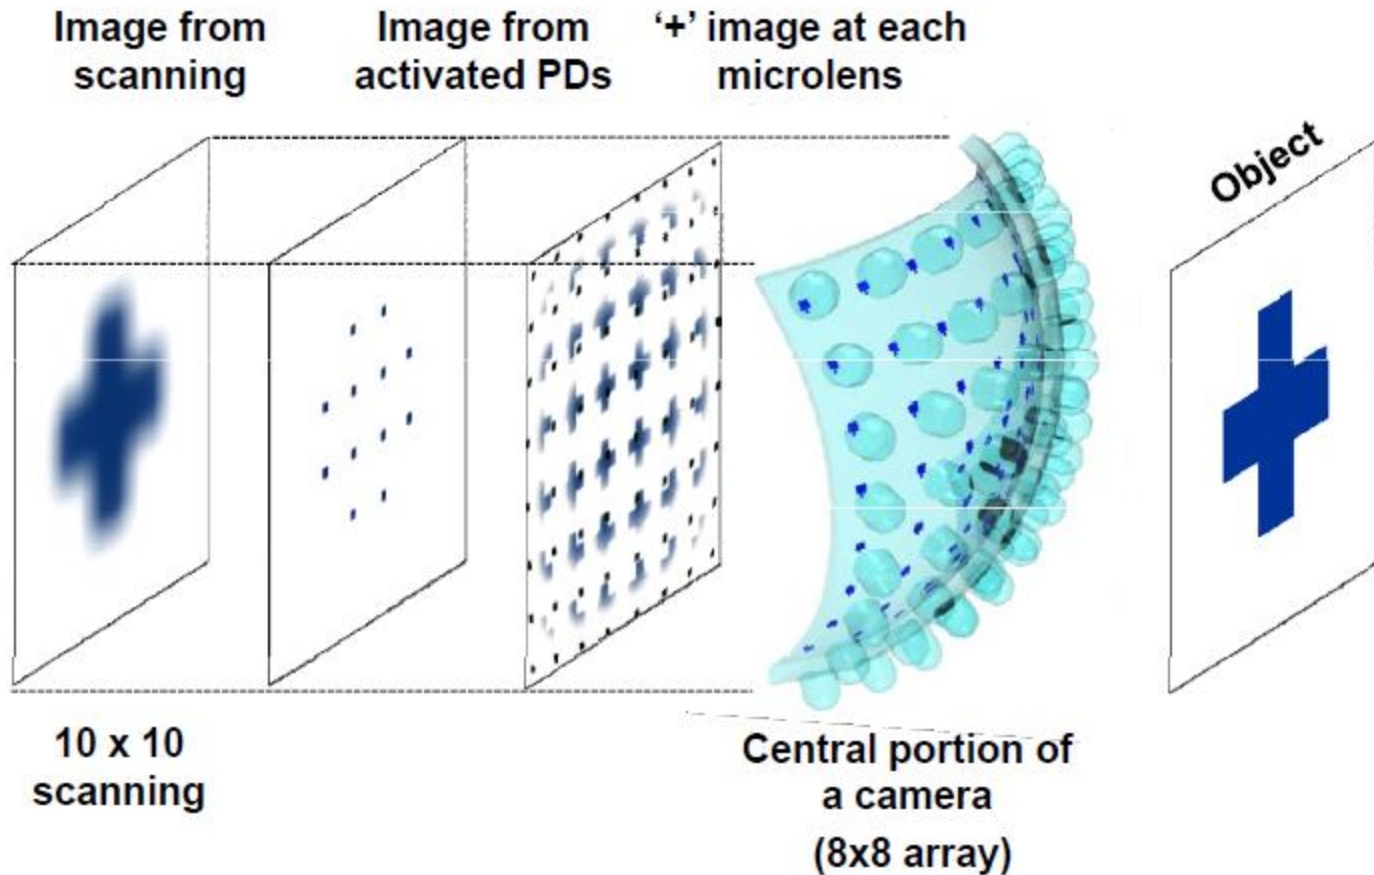 Image from
scanning
Image from
activated PDs
‘+’ image at each
microlens
Object
10 x 10
scanning
Central portion of
a camera
(8x8 array)